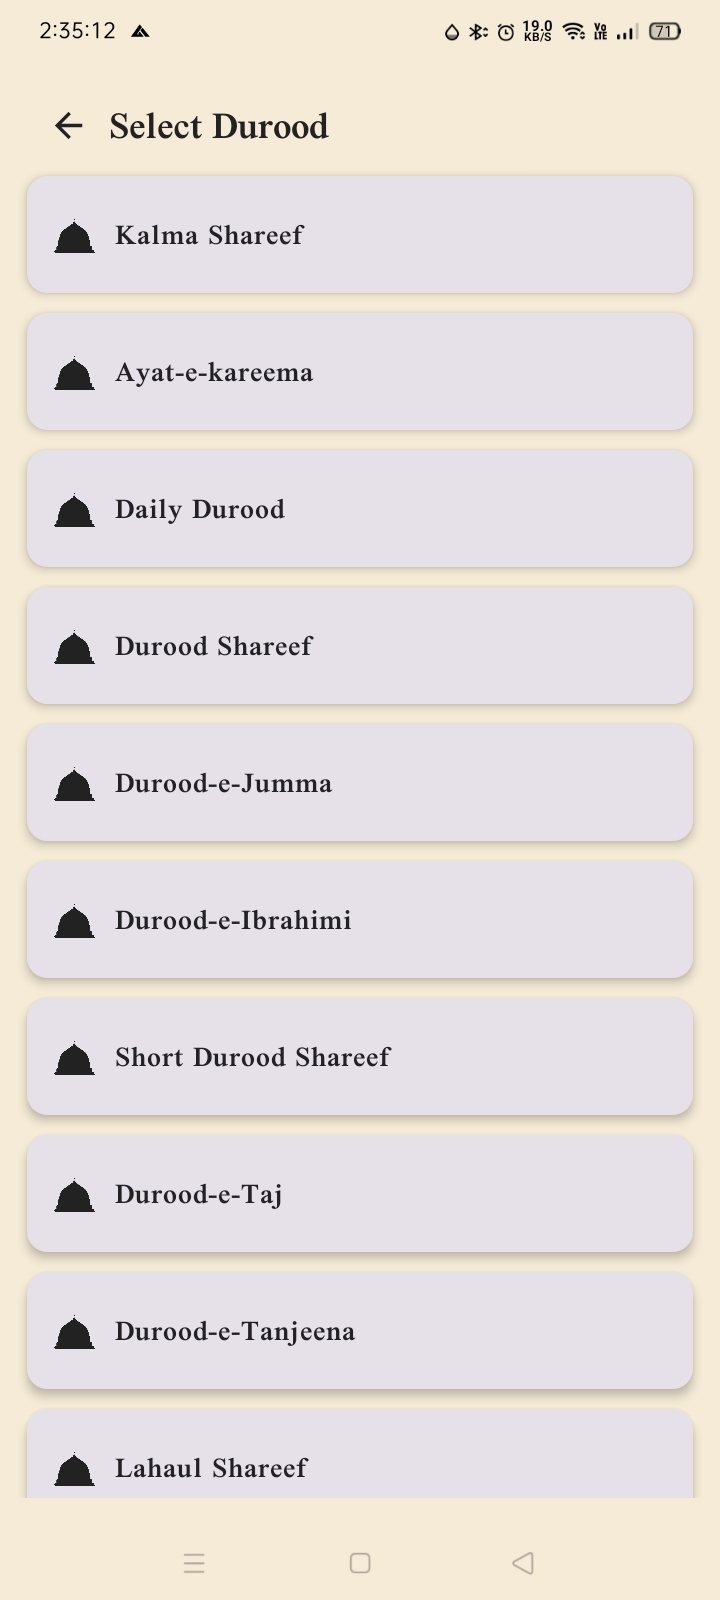 2:35:12
19.0
KB/S
Vo
LTE
71
Select Durood
Kalma Shareef
Ayat-e-kareema
Daily Durood
Durood Shareef
Durood-e-Jumma
Durood-e-Ibrahimi
Short Durood Shareef
Durood-e-Taj
Durood-e-Tanjeena
Lahaul Shareef